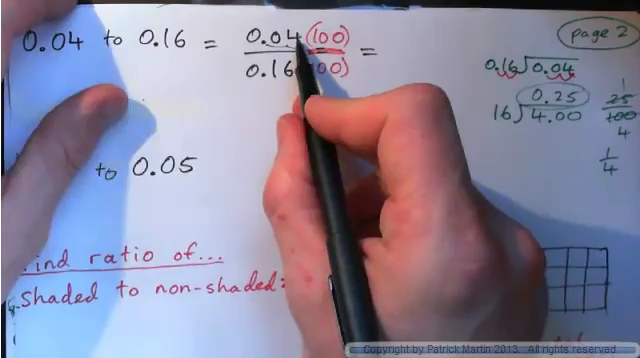 page 2
0.04 to 0.16 = 0.04(100) =
0.16
0.16 0.04
0.25
16 4.00
1
25
100
4
1
4
to 0.05
ind ratio of...
Shaded to non-shaded:
Copyright by Patrick Martin 2013. All rights reserved